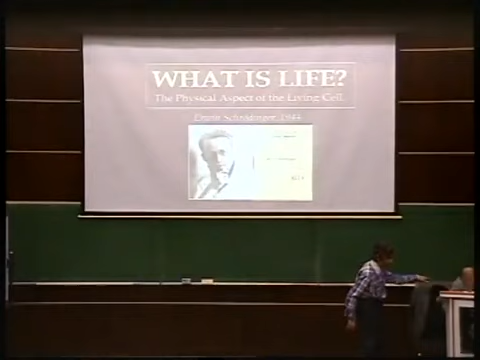 WHAT IS LIFE?
The Physical Aspect of the Living Cell
Erwin Schrödinger, 1944